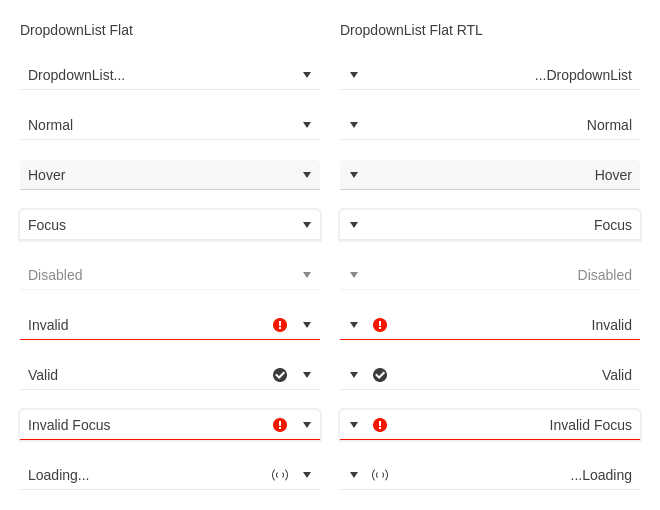 DropdownList Flat
DropdownList...
Normal
Hover
Focus
Disabled
Invalid
Valid
Invalid Focus
Loading...
DropdownList Flat RTL
...DropdownList
Normal
Hover
Focus
Disabled
Invalid
Valid
Invalid Focus
...Loading